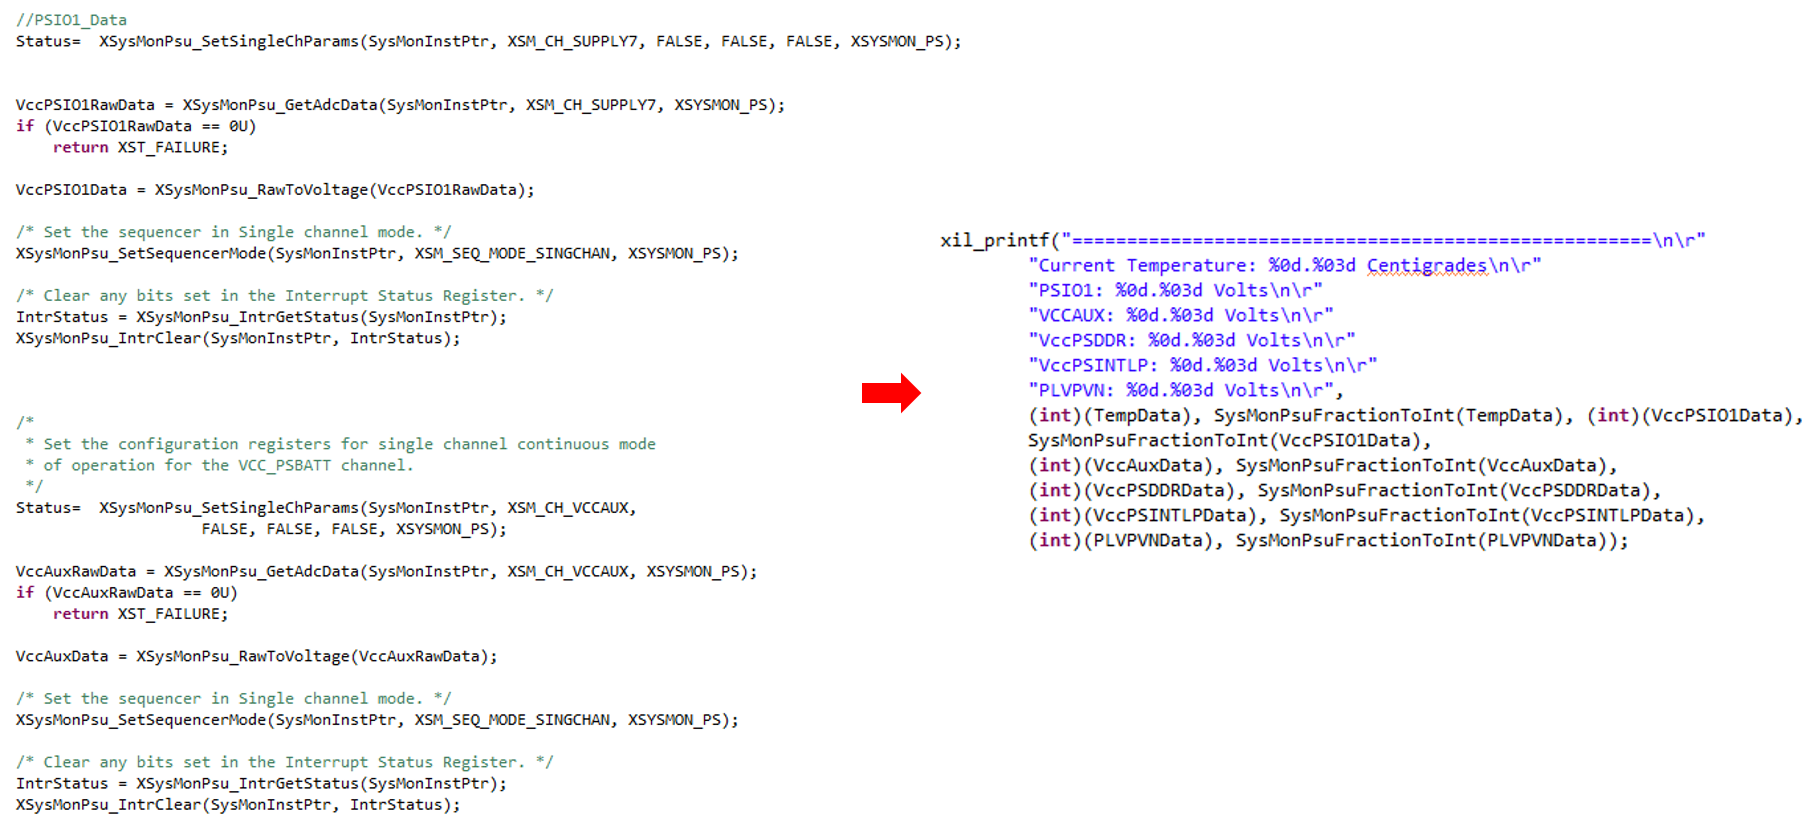 //PSIO1_Data
Status=  XSysMonPsu_SetSingleChParams(SysMonInstPtr, XSM_CH_SUPPLY7, FALSE, FALSE, FALSE, XSYSMON_PS);
VccPSIO1RawData = XSysMonPsu_GetAdcData(SysMonInstPtr, XSM_CH_SUPPLY7, XSYSMON_PS);
if (VccPSIO1RawData == 0U)
return XST_FAILURE;
VccPSIO1Data = XSysMonPsu_RawToVoltage(VccPSIO1RawData);
/* Set the sequencer in Single channel mode. */
XSysMonPsu_SetSequencerMode(SysMonInstPtr, XSM_SEQ_MODE_SINGCHAN, XSYSMON_PS);
/* Clear any bits set in the Interrupt Status Register. */
IntrStatus = XSysMonPsu_IntrGetStatus(SysMonInstPtr);
XSysMonPsu_IntrClear(SysMonInstPtr, IntrStatus);
/*
* Set the configuration registers for single channel continuous mode
* of operation for the VCC_PSBATT channel.
*/
Status=  XSysMonPsu_SetSingleChParams(SysMonInstPtr, XSM_CH_VCCAUX,
FALSE, FALSE, FALSE, XSYSMON_PS);
VccAuxRawData = XSysMonPsu_GetAdcData(SysMonInstPtr, XSM_CH_VCCAUX, XSYSMON_PS);
if (VccAuxRawData == 0U)
return XST_FAILURE;
VccAuxData = XSysMonPsu_RawToVoltage(VccAuxRawData);
/* Set the sequencer in Single channel mode. */
XSysMonPsu_SetSequencerMode(SysMonInstPtr, XSM_SEQ_MODE_SINGCHAN, XSYSMON_PS);
/* Clear any bits set in the Interrupt Status Register. */
IntrStatus = XSysMonPsu_IntrGetStatus(SysMonInstPtr);
XSysMonPsu_IntrClear(SysMonInstPtr, IntrStatus);
xil_printf("=====================================================\n\r"
"Current Temperature: %0d.%03d Centigrades\n\r"
"PSIO1: %0d.%03d Volts\n\r"
"VCCAUX: %0d.%03d Volts\n\r"
"VccPSDDR: %0d.%03d Volts\n\r"
"VccPSINTLP: %0d.%03d Volts\n\r"
"PLVPVN: %0d.%03d Volts\n\r",
(int)(TempData), SysMonPsuFractionToInt(TempData), (int)(VccPSIO1Data),
SysMonPsuFractionToInt(VccPSIO1Data),
(int)(VccAuxData), SysMonPsuFractionToInt(VccAuxData),
(int)(VccPSDDRData), SysMonPsuFractionToInt(VccPSDDRData),
(int)(VccPSINTLPData), SysMonPsuFractionToInt(VccPSINTLPData),
(int)(PLVPVNData), SysMonPsuFractionToInt(PLVPVNData));